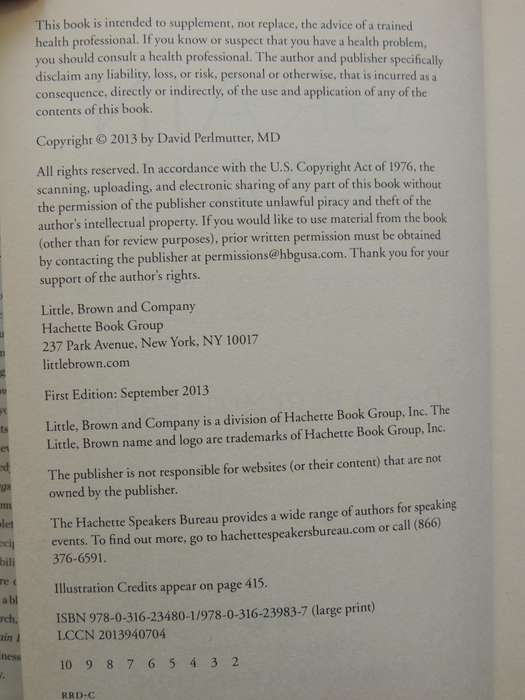 This book is intended to supplement, not replace, the advice of a trained
health professional. If you know or suspect that you have a health problem,
you should consult a health professional. The author and publisher specifically
disclaim any liability, loss, or risk, personal or otherwise, that is incurred as a
consequence, directly or indirectly, of the use and application of any of the
contents of this book.
Copyright © 2013 by David Perlmutter, MD
All rights reserved. In accordance with the U.S. Copyright Act of 1976, the
scanning, uploading, and electronic sharing of any part of this book without
the permission of the publisher constitute unlawful piracy and theft of the
author's intellectual property. If you would like to use material from the book
(other than for review purposes), prior written permission must be obtained
by contacting the publisher at permissions@hbgusa.com. Thank you for your
support of the author's rights.
Little, Brown and Company
Hachette Book Group
237 Park Avenue, New York, NY 10017
littlebrown.com
First Edition: September 2013
Little, Brown and Company is a division of Hachette Book Group, Inc. The
Little, Brown name and logo are trademarks of Hachette Book Group, Inc.
The publisher is not responsible for websites (or their content) that are not
owned by the publisher.
The Hachette Speakers Bureau provides a wide range of authors for speaking
events. To find out more, go to hachettespeakersbureau.com or call (866)
376-6591.
Illustration Credits appear on page 415.
ISBN 978-0-316-23480-1/978-0-316-23983-7 (large print)
LCCN 2013940704
10 9 8 7 6 5 4 3 2
RRD-C